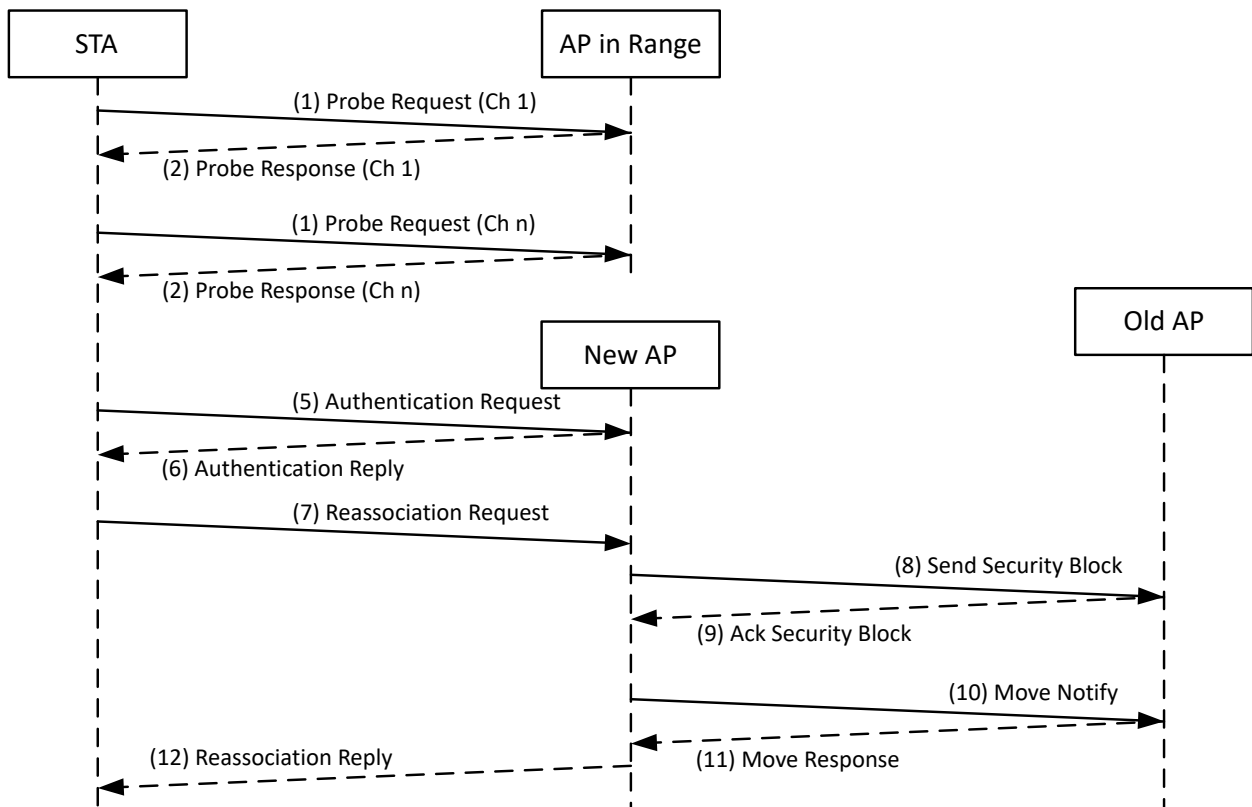 STA
AP in Range
(1) Probe Request (Ch 1)
(2) Probe Response (Ch 1)
(1) Probe Request (Ch n)
(2) Probe Response (Ch n)
Old AP
New AP
(5) Authentication Request
(6) Authentication Reply
(7) Reassociation Request
(8) Send Security Block
(9) Ack Security Block
(10) Move Notify
(11) Move Response
(12) Reassociation Reply